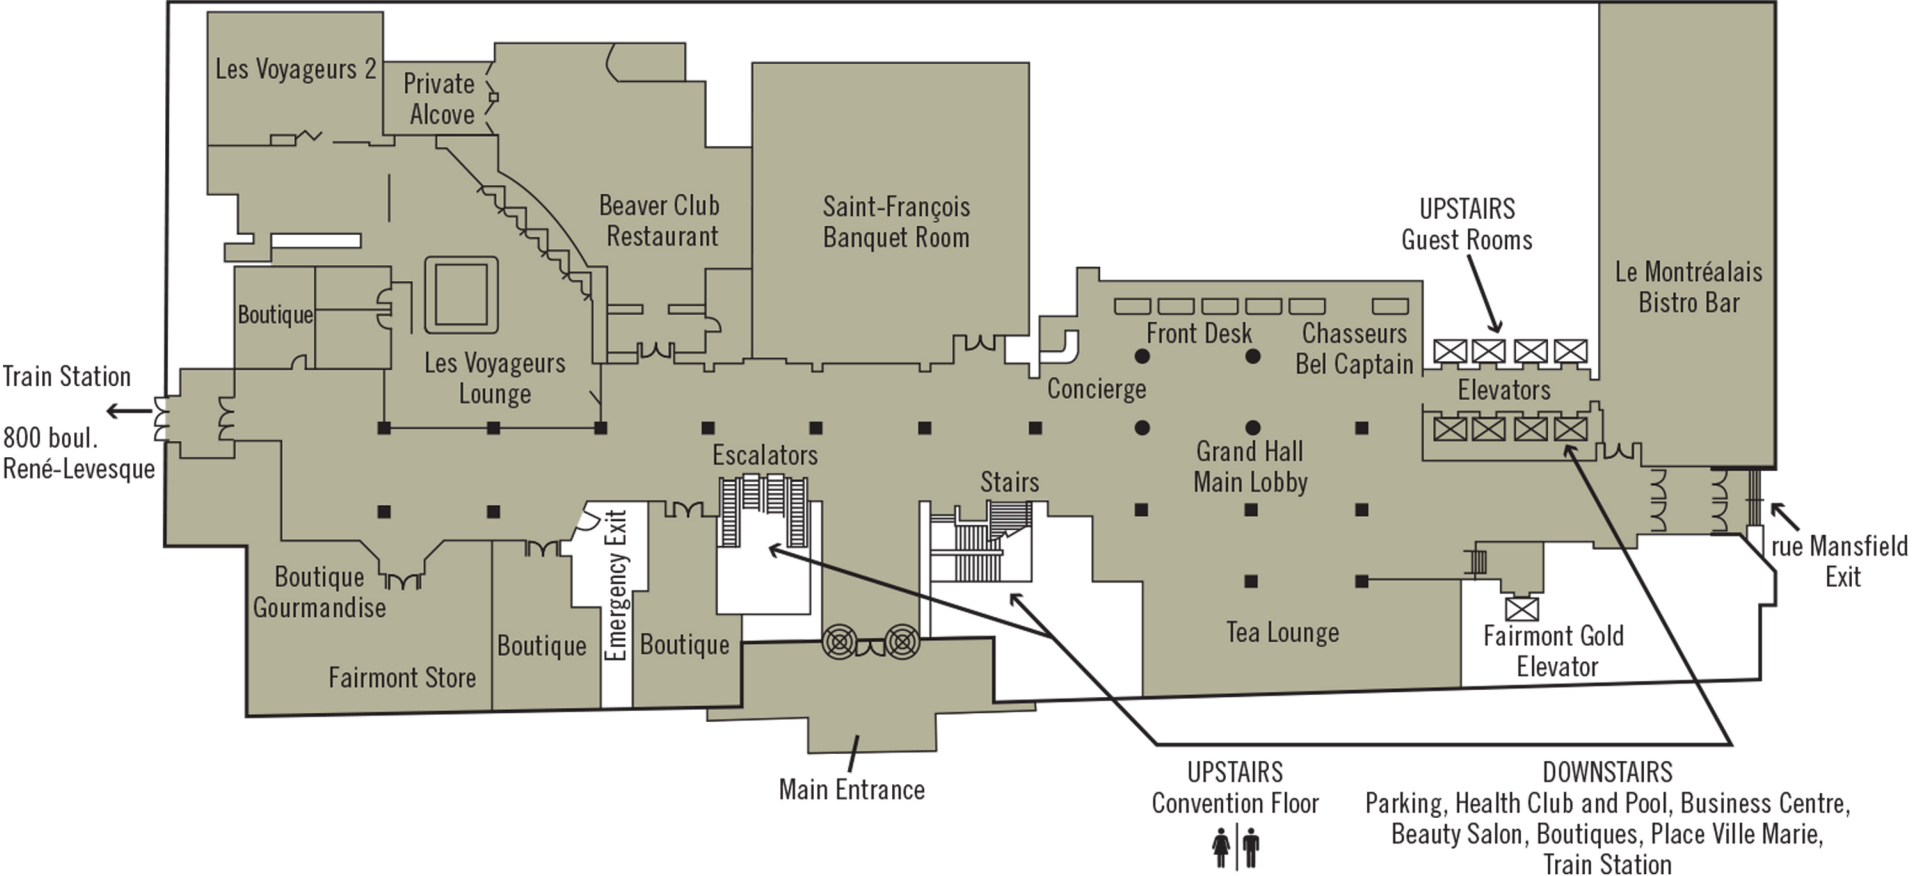 Les Voyageurs 2
Private
Alcove
Beaver Club
Restaurant
Saint-François
Banquet Room
UPSTAIRS
Guest Rooms
Le Montréalais
Bistro Bar
Boutique
Les Voyageurs
Lounge
Front Desk
Chasseurs
Bel Captain
Concierge
Elevators
Train Station
800 boul.
René-Levesque
Escalators
Stairs
Grand Hall
Main Lobby
rue Mansfield
Exit
Boutique
Gourmandise
Fairmont Store
Boutique
Emergency Exit
Boutique
Tea Lounge
Fairmont Gold
Elevator
Main Entrance
UPSTAIRS
Convention Floor
DOWNSTAIRS
Parking, Health Club and Pool, Business Centre,
Beauty Salon, Boutiques, Place Ville Marie,
Train Station